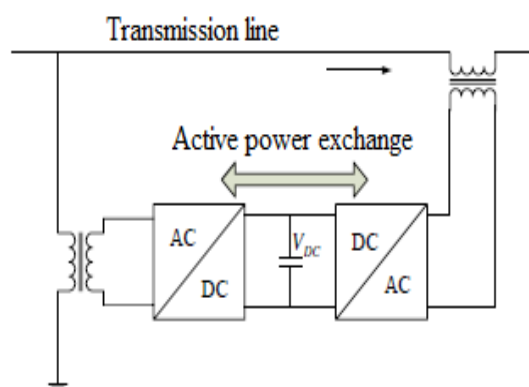 Transmission line
Active power exchange
AC
DC
V_DC
DC
AC